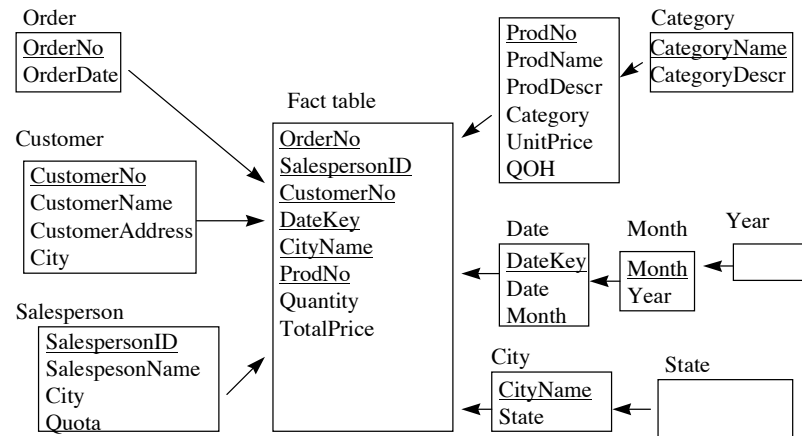 Order
OrderNo
OrderDate
Customer
CustomerNo
CustomerName
CustomerAddress
City
Salesperson
SalespersonID
SalespesonName
City
Quota
Fact table
OrderNo
SalespersonID
CustomerNo
DateKey
CityName
ProdNo
Quantity
TotalPrice
ProdNo
ProdName
ProdDescr
Category
UnitPrice
QOH
Category
CategoryName
CategoryDescr
Date
DateKey
Date
Month
Month
Month
Year
Year
City
CityName
State
State